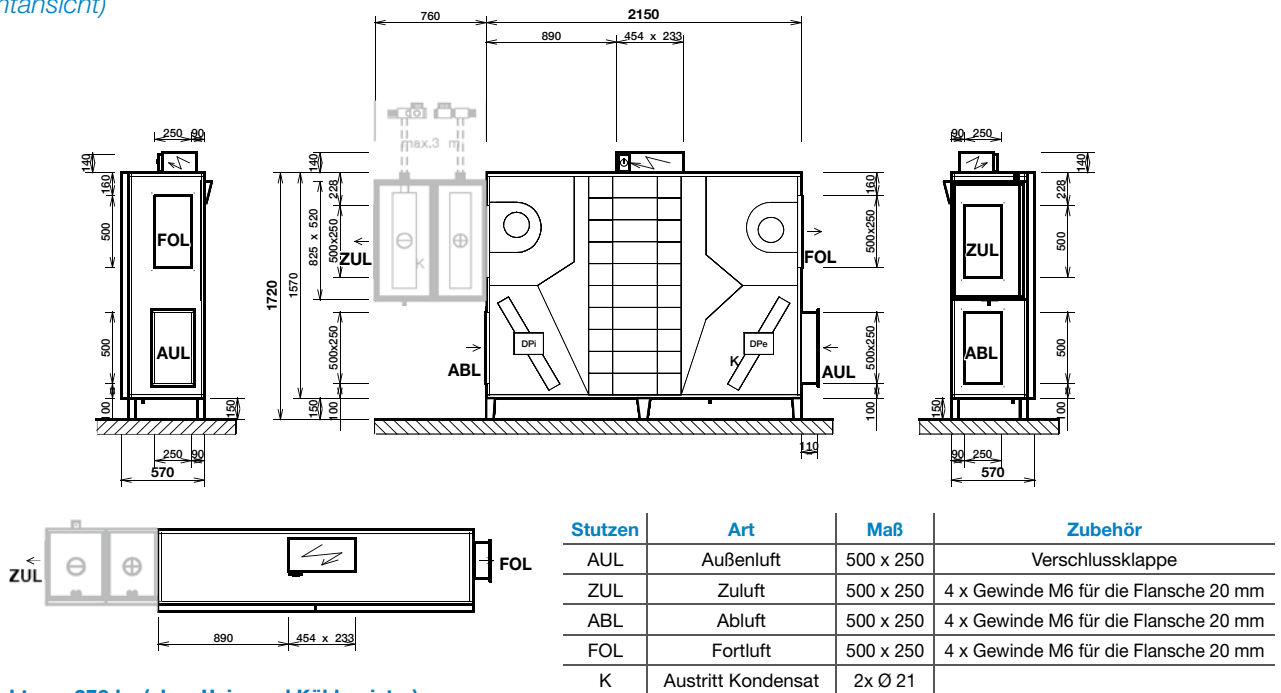 ntansicht)
760
2150
890
454 x 233
max.3 m
250
90
140
160
500
500
100
150
FOL
AUL
250
90
570
1720
1570
825 x 520
140
228
500x250
500x250
150
100
ZUL
K
ABL
DPi
DPe
K
FOL
AUL
160
500x250
500x250
100
110
90
250
140
228
500
500
100
150
ZUL
ABL
90
250
570
ZUL
FOL
890
454 x 233
Stutzen Art Maß Zubehör
AUL Außenluft 500 x 250 Verschlussklappe
ZUL Zuluft 500 x 250 4 x Gewinde M6 für die Flansche 20 mm
ABL Abluft 500 x 250 4 x Gewinde M6 für die Flansche 20 mm
FOL Fortluft 500 x 250 4 x Gewinde M6 für die Flansche 20 mm
K Austritt Kondensat 2x Ø 21